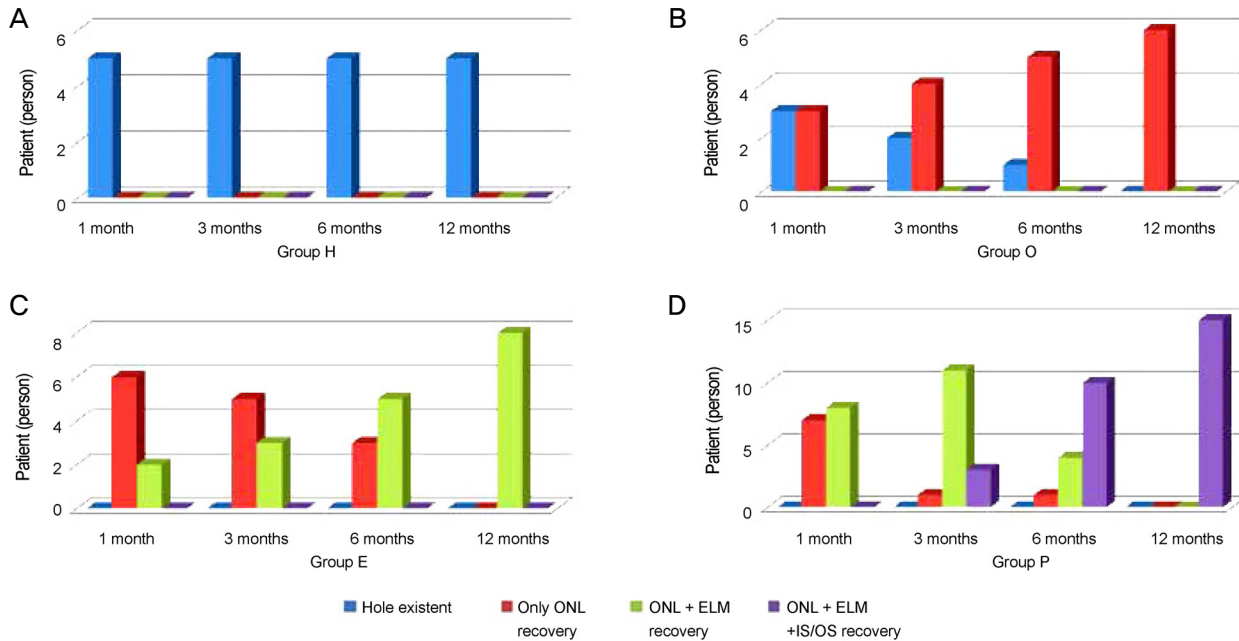 A
Patient (person)
6
4
2
0
1 month 3 months 6 months 12 months
Group H
B
Patient (person)
6
4
2
0
1 month 3 months 6 months 12 months
Group O
C
Patient (person)
8
6
4
2
0
1 month 3 months 6 months 12 months
Group E
D
Patient (person)
15
10
5
0
1 month 3 months 6 months 12 months
Group P
Hole existent
Only ONL
recovery
ONL + ELM
recovery
ONL + ELM
+IS/OS recovery